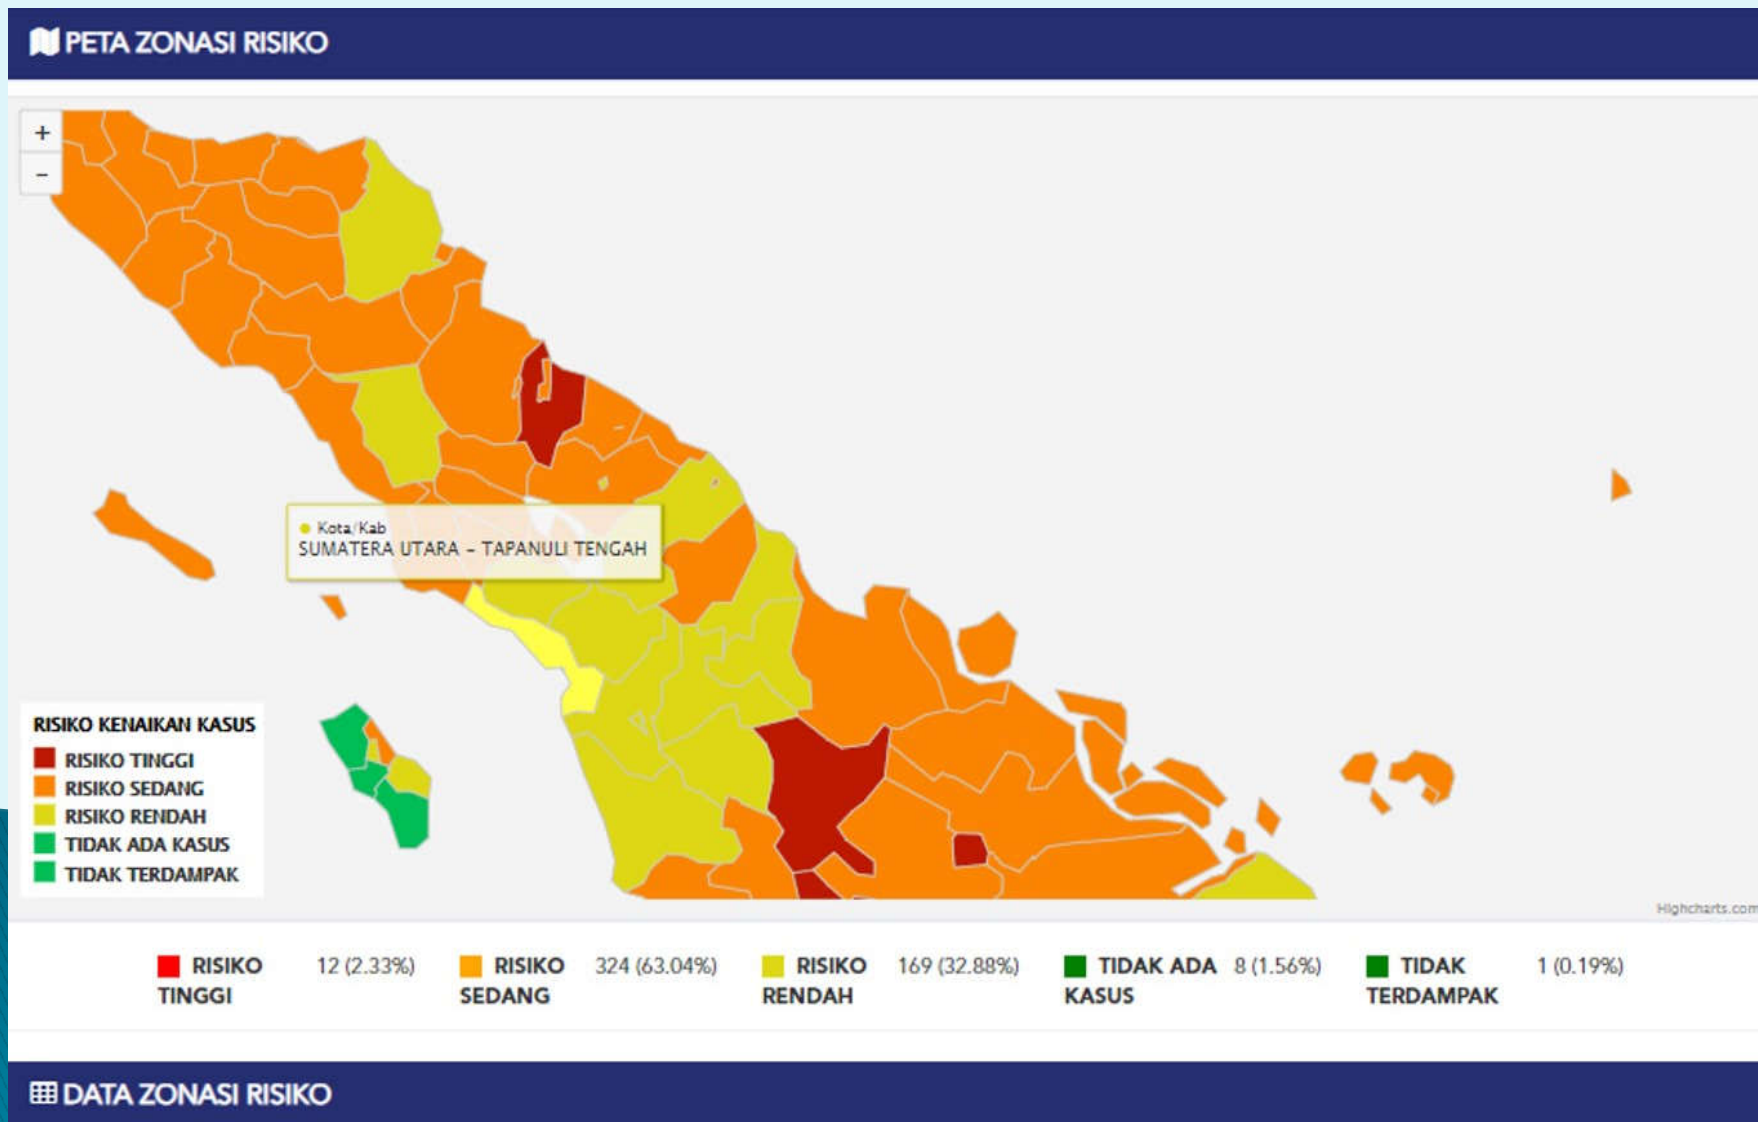 PETA ZONASI RISIKO
+
-
Kota/Kab
SUMATERA UTARA - TAPANULI TENGAH
RISIKO KENAIKAN KASUS
RISIKO TINGGI
RISIKO SEDANG
RISIKO RENDAH
TIDAK ADA KASUS
TIDAK TERDAMPAK
Highcharts.com
RISIKO TINGGI 12 (2.33%)
RISIKO SEDANG 324 (63.04%)
RISIKO RENDAH 169 (32.88%)
TIDAK ADA KASUS 8 (1.56%)
TIDAK TERDAMPAK 1 (0.19%)
DATA ZONASI RISIKO